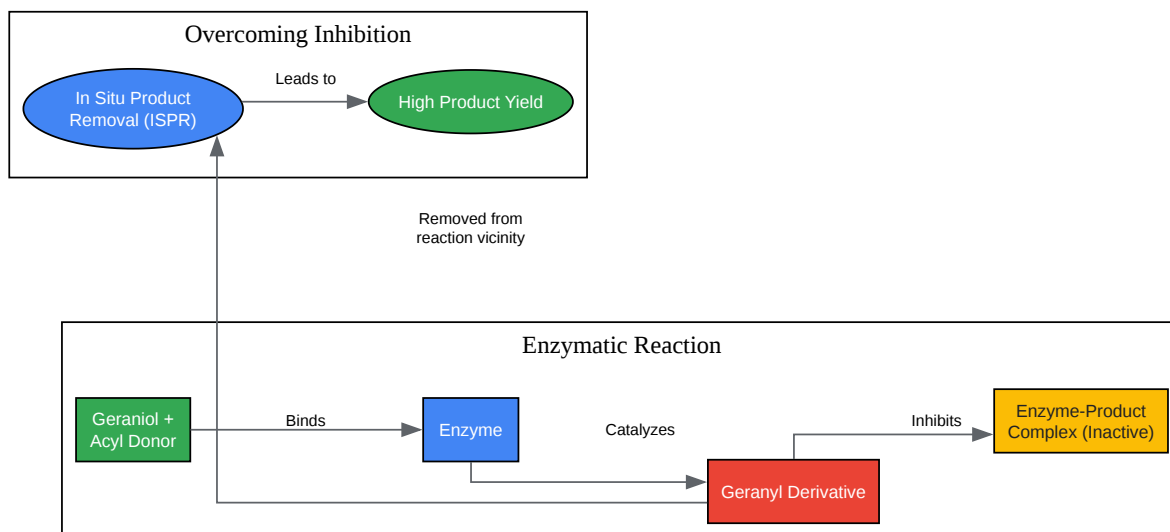 Overcoming Inhibition
In Situ Product
Removal (ISPR)
Leads to
High Product Yield
Removed from
reaction vicinity
Enzymatic Reaction
Geraniol +
Acyl Donor
Binds
Enzyme
Catalyzes
Geranyl Derivative
Inhibits
Enzyme-Product
Complex (Inactive)